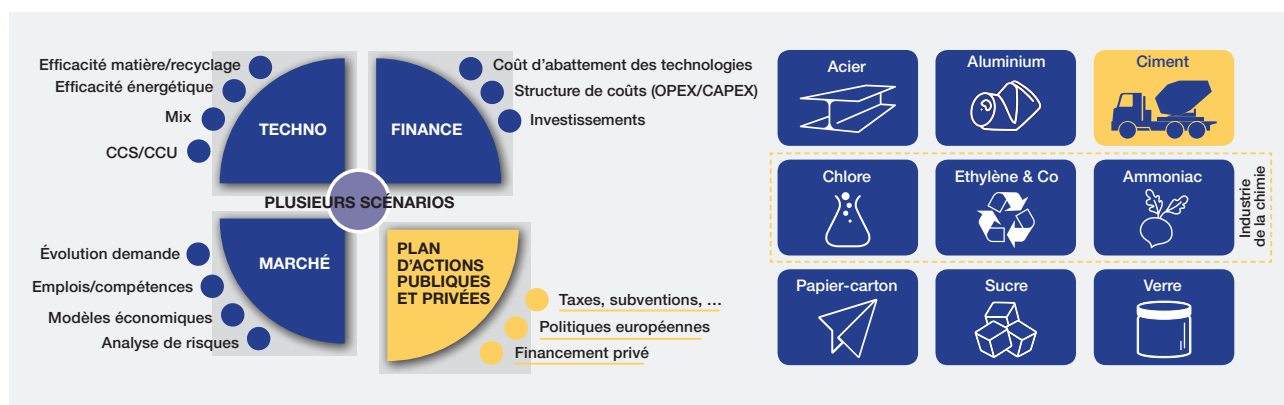 Efficacité matière/recyclage
Efficacité énergétique
Mix
CCS/CCU
TECHNO
FINANCE
Coût d'abattement des technologies
Structure de coûts (OPEX/CAPEX)
Investissements
PLUSIEURS SCÉNARIOS
Évolution demande
Emplois/compétences
Modèles économiques
Analyse de risques
MARCHÉ
PLAN
D'ACTIONS
PUBLIQUES
ET PRIVÉES
Taxes, subventions, …
Politiques européennes
Financement privé
Acier
Aluminium
Ciment
Chlore
Ethylène & Co
Ammoniac
Industrie
de la chimie
Papier-carton
Sucre
Verre